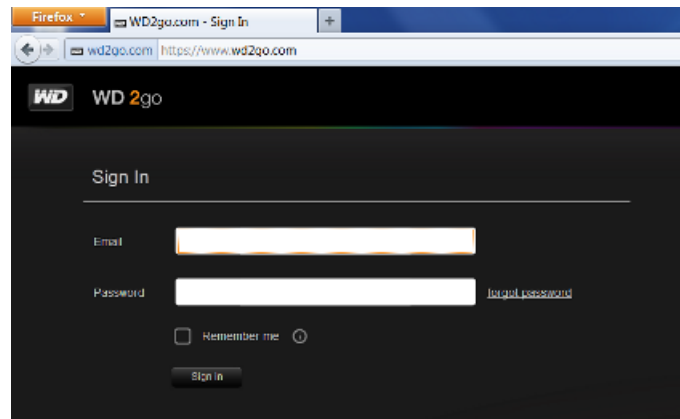 Firefox
WD2go.com - Sign In +
wd2go.com https://www.wd2go.com
WD WD 2go
Sign In
Email
Password forgot password
Remember me
Sign In